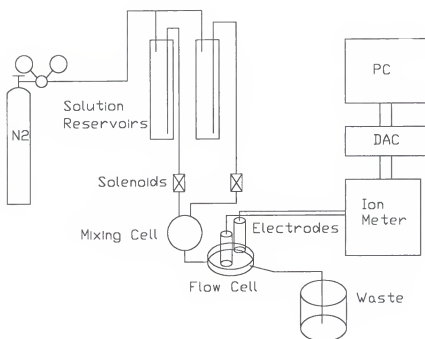 PC
Solution
Reservoirs
N2
DAC
Solenoids
Ion
Meter
Mixing Cell
Electrodes
Flow Cell
Waste